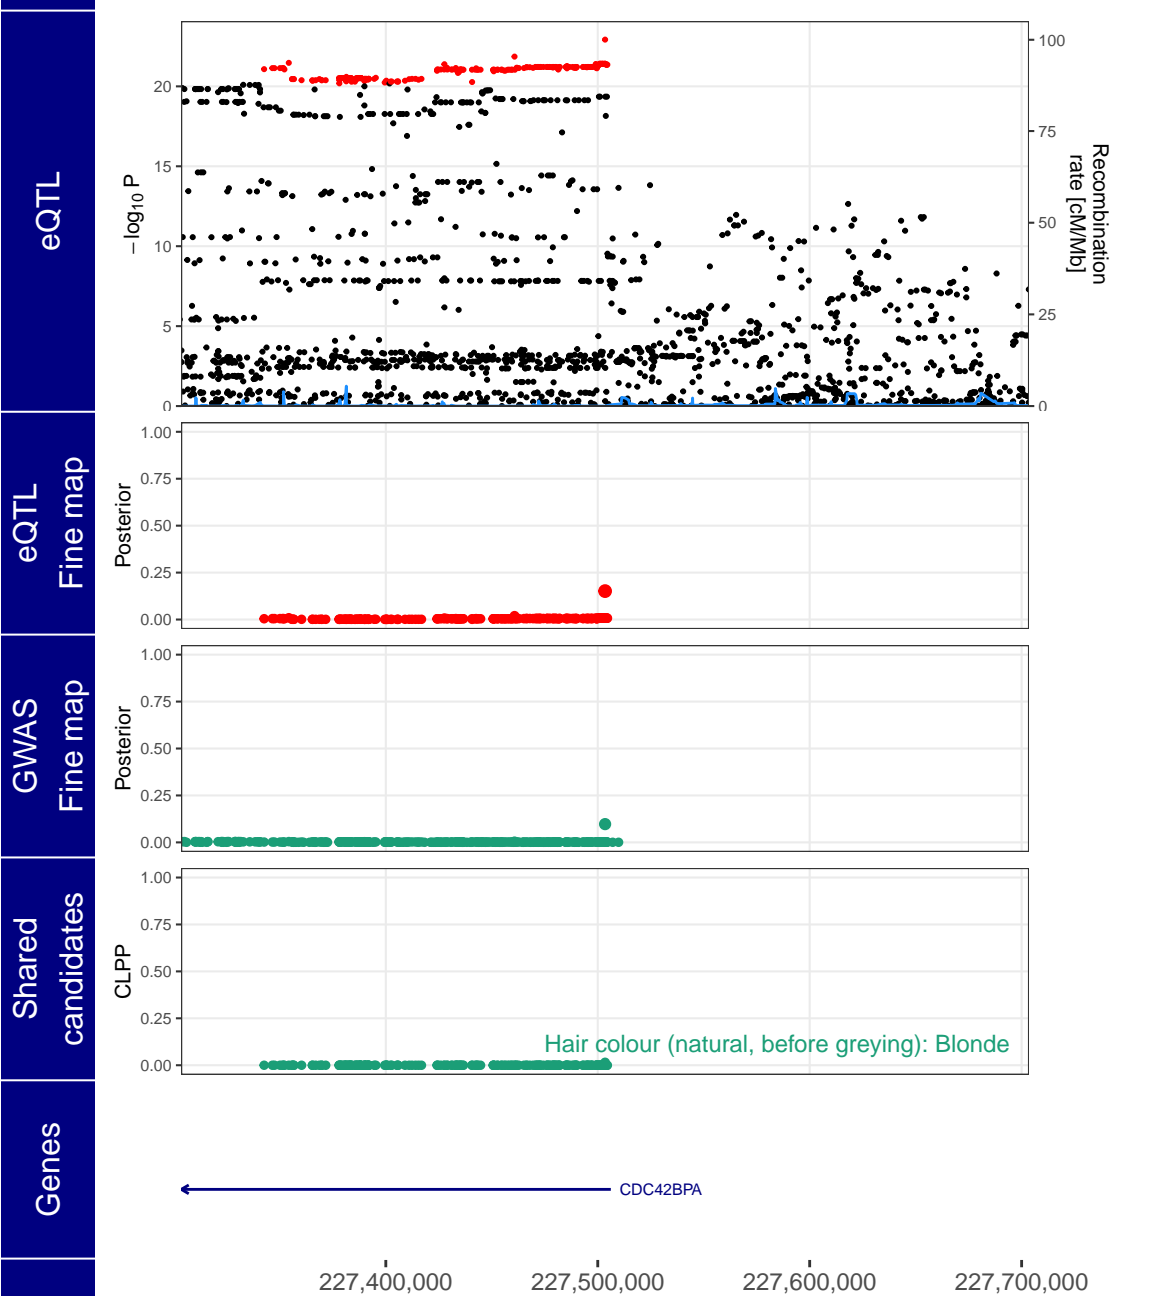 eQTL
−log10 P
20
15
10
5
0
100
75
50
25
0
Recombination
rate [cM/Mb]
eQTL
Fine map
Posterior
1.00
0.75
0.50
0.25
0.00
GWAS
Fine map
Posterior
1.00
0.75
0.50
0.25
0.00
Shared
candidates
CLPP
1.00
0.75
0.50
0.25
0.00
Hair colour (natural, before greying): Blonde
Genes
CDC42BPA
227,400,000 227,500,000 227,600,000 227,700,000